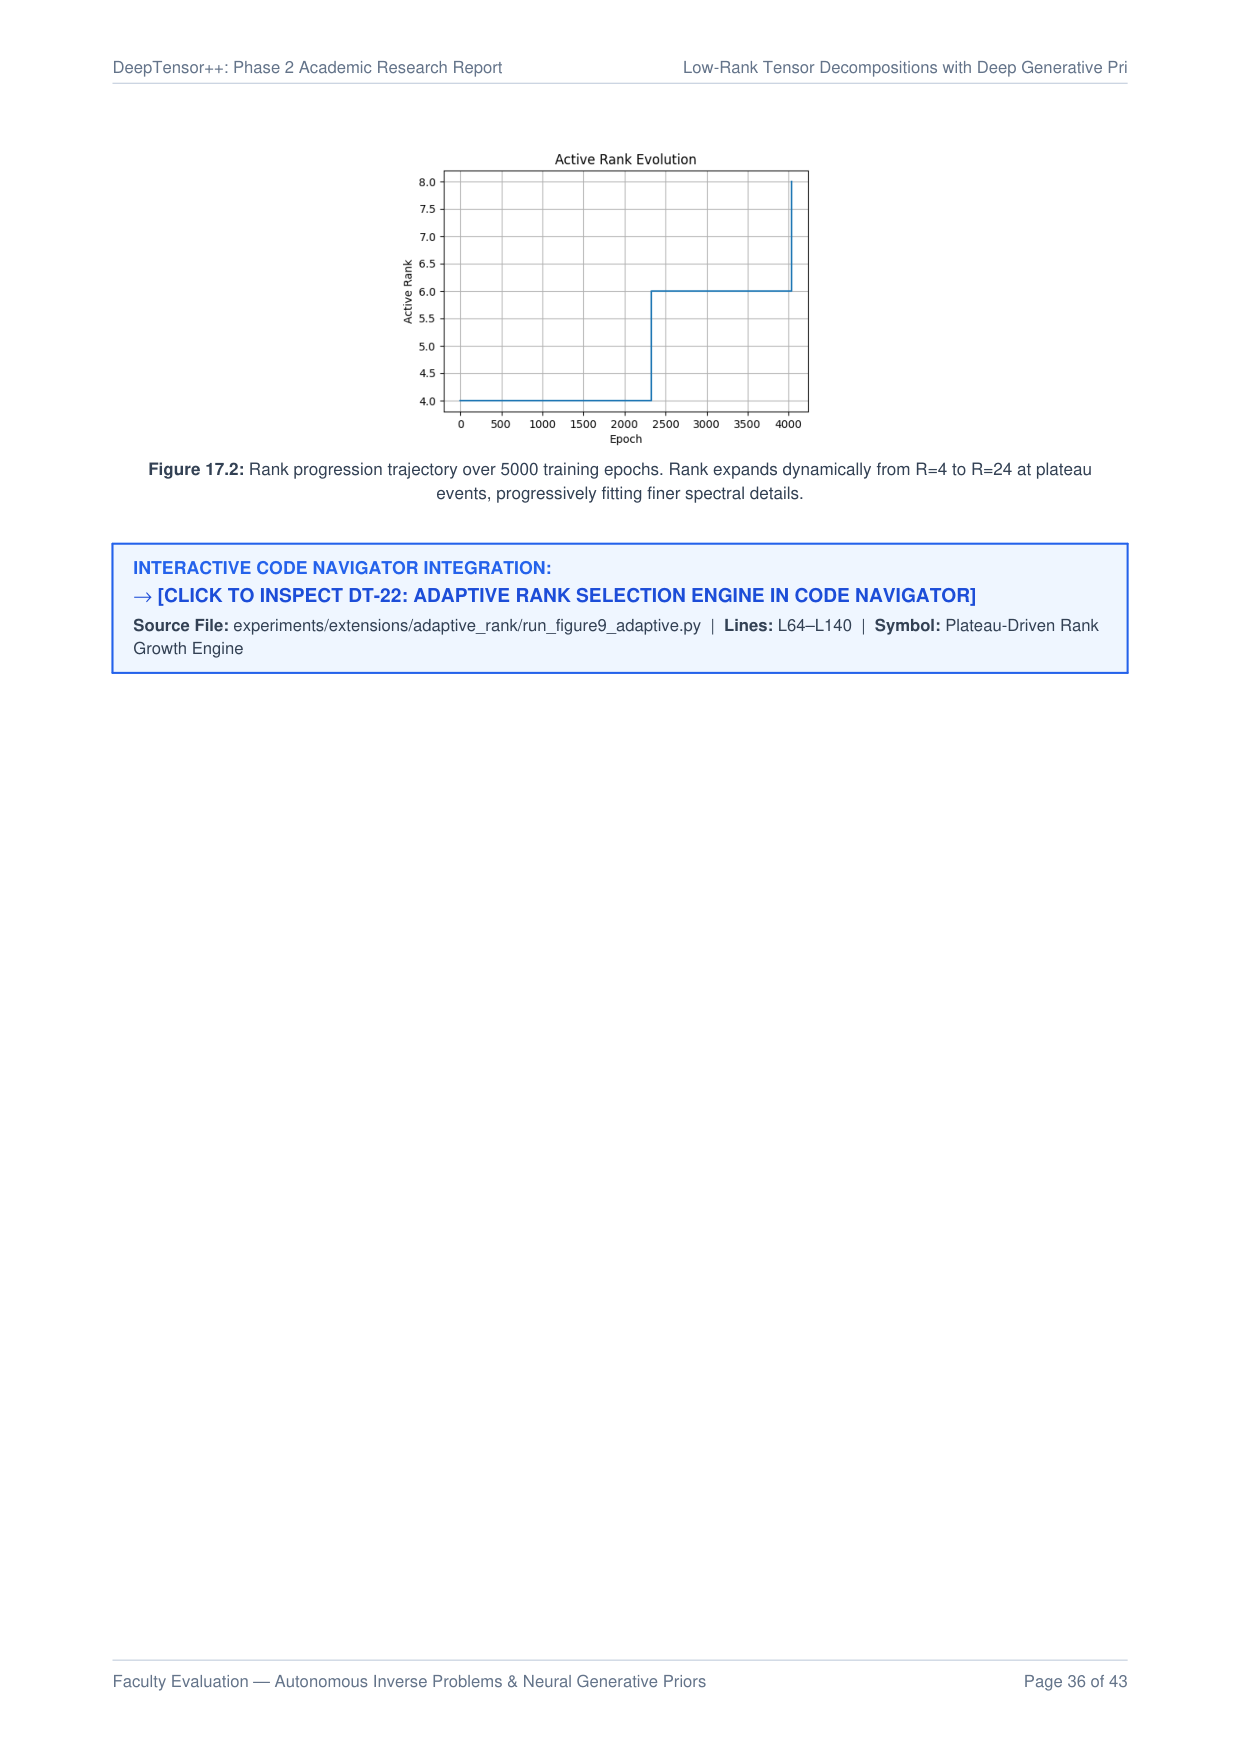 DeepTensor++: Phase 2 Academic Research Report
Low-Rank Tensor Decompositions with Deep Generative Pri
Active Rank Evolution
8.0
7.5
7.0
6.5
6.0
5.5
5.0
4.5
4.0
Active Rank
0 500 1000 1500 2000 2500 3000 3500 4000
Epoch
Figure 17.2: Rank progression trajectory over 5000 training epochs. Rank expands dynamically from R=4 to R=24 at plateau
events, progressively fitting finer spectral details.
INTERACTIVE CODE NAVIGATOR INTEGRATION:
→ [CLICK TO INSPECT DT-22: ADAPTIVE RANK SELECTION ENGINE IN CODE NAVIGATOR]
Source File: experiments/extensions/adaptive_rank/run_figure9_adaptive.py | Lines: L64–L140 | Symbol: Plateau-Driven Rank
Growth Engine
Faculty Evaluation — Autonomous Inverse Problems & Neural Generative Priors
Page 36 of 43